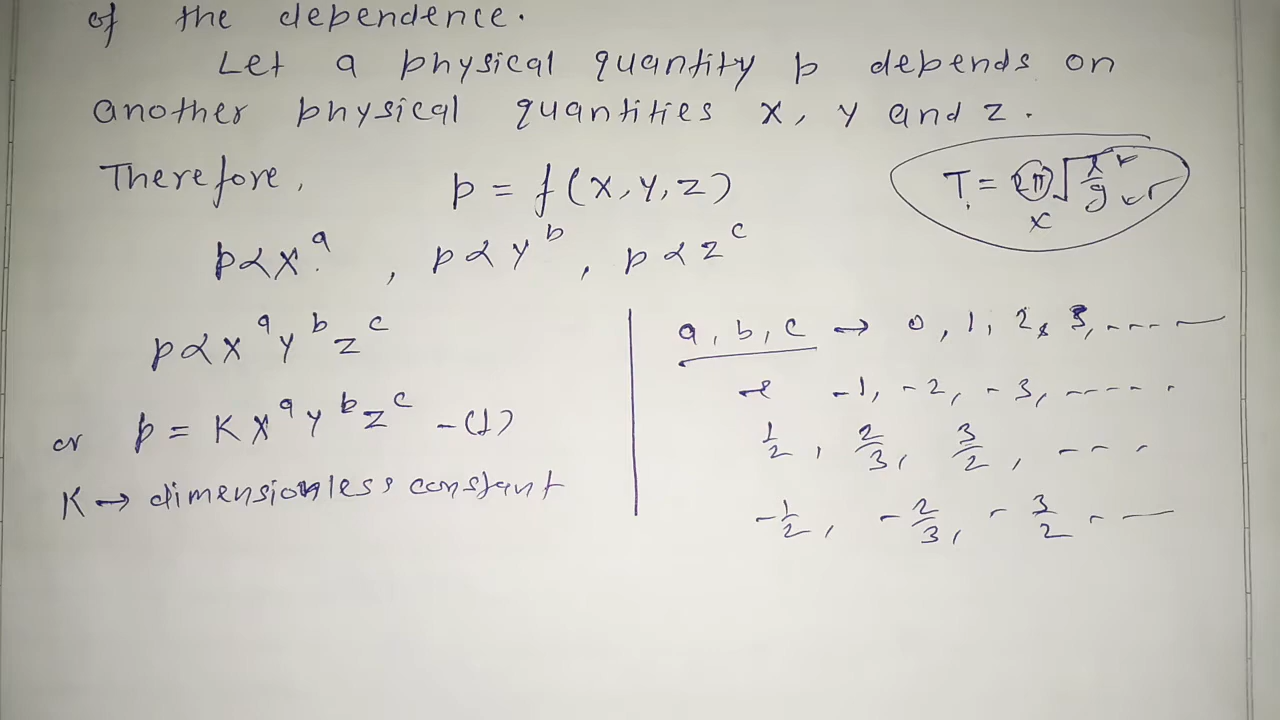 of the dependence.
Let a physical quantity p depends on
another physical quantities x, y and z.
Therefore, p = f(x, y, z)
T = 2π√(l/g)
x
p ∝ x^a, p ∝ y^b, p ∝ z^c
p ∝ x^a y^b z^c
or p = K x^a y^b z^c -(1)
K → dimensionless constant
a, b, c → 0, 1, 2, 3, ----
-1, -2, -3, -----.
1/2, 2/3, 3/2, ---.
-1/2, -2/3, -3/2 - —